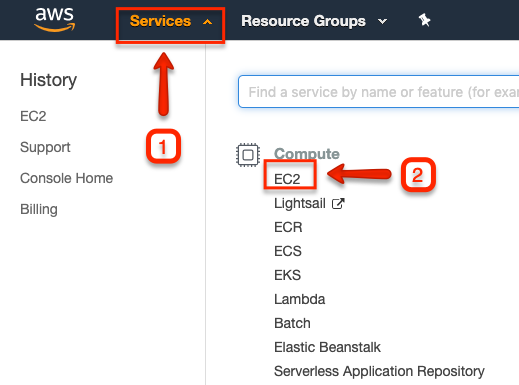 aws Services Resource Groups
History
EC2
Support
Console Home
Billing
Find a service by name or feature (for exa
1
Compute
EC2
2
Lightsail
ECR
ECS
EKS
Lambda
Batch
Elastic Beanstalk
Serverless Application Repository